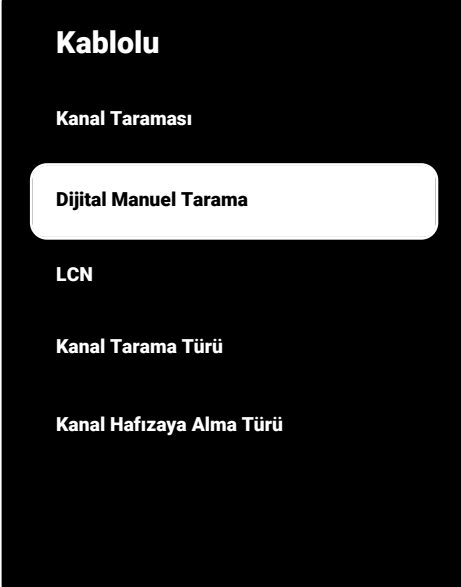 Kablolu
Kanal Taraması
Dijital Manuel Tarama
LCN
Kanal Tarama Türü
Kanal Hafızaya Alma Türü